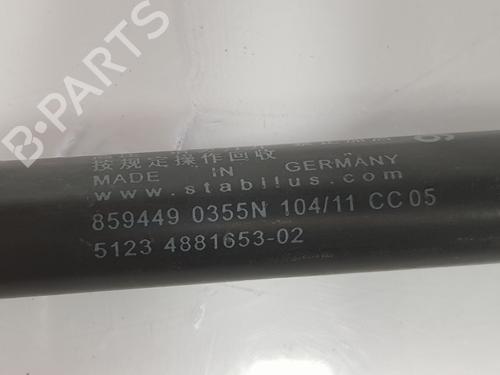 B-PARTS
按规定操作回收
MADE IN GERMANY
www.stabilus.com
859449 0355N 104/11 CC05
5123 4881653-02